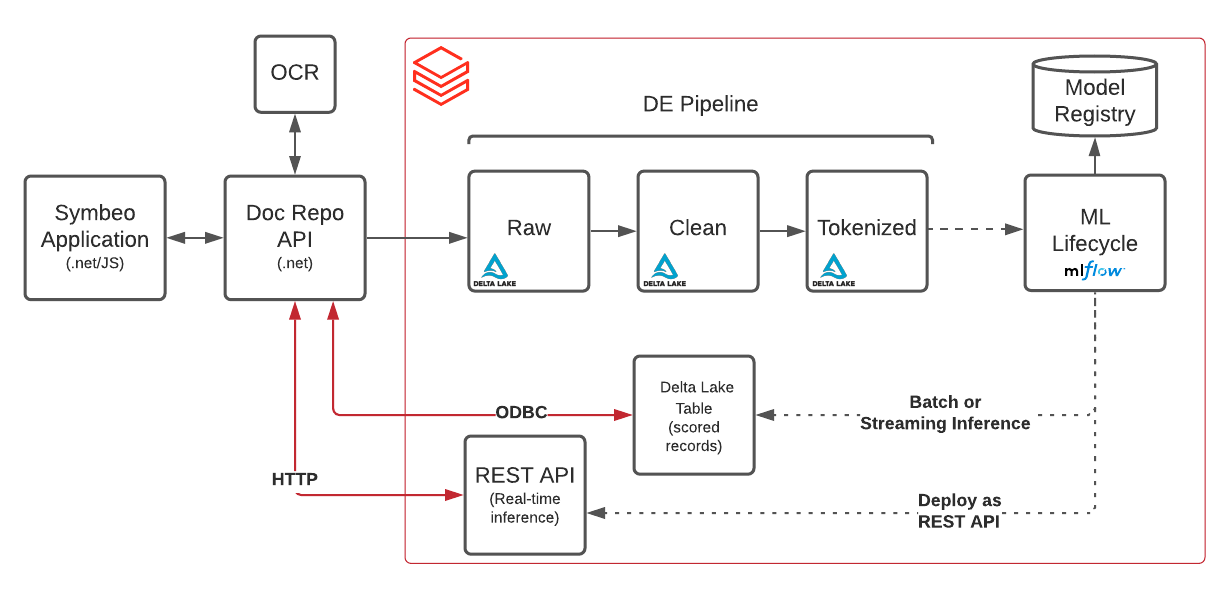 OCR
DE Pipeline
Model
Registry
Symbeo
Application
(.net/JS)
Doc Repo
API
(.net)
Raw
DELTA LAKE
Clean
DELTA LAKE
Tokenized
DELTA LAKE
ML
Lifecycle
mlflow
Delta Lake
Table
(scored
records)
ODBC
Batch or
Streaming Inference
HTTP
REST API
(Real-time
inference)
Deploy as
REST API